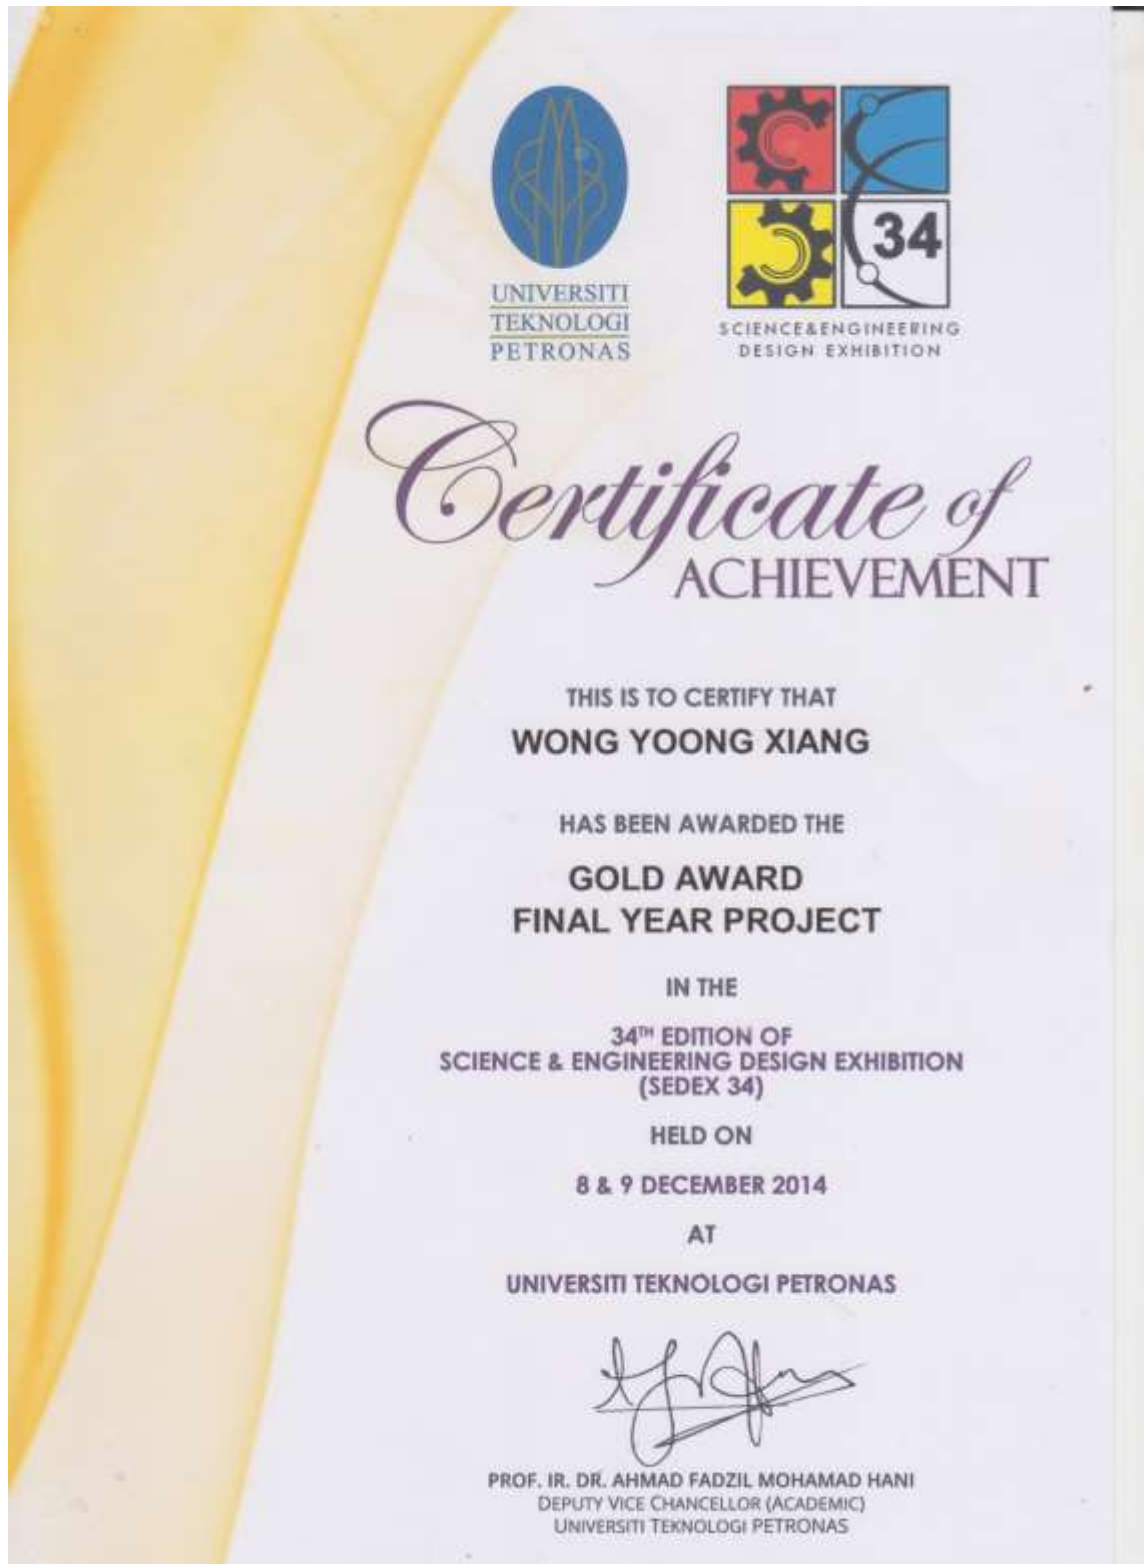 UNIVERSITI
TEKNOLOGI
PETRONAS
34
SCIENCE&ENGINEERING
DESIGN EXHIBITION
Certificate of
ACHIEVEMENT
THIS IS TO CERTIFY THAT
WONG YOONG XIANG
HAS BEEN AWARDED THE
GOLD AWARD
FINAL YEAR PROJECT
IN THE
34TH EDITION OF
SCIENCE & ENGINEERING DESIGN EXHIBITION
(SEDEX 34)
HELD ON
8 & 9 DECEMBER 2014
AT
UNIVERSITI TEKNOLOGI PETRONAS
PROF. IR. DR. AHMAD FADZIL MOHAMAD HANI
DEPUTY VICE CHANCELLOR (ACADEMIC)
UNIVERSITI TEKNOLOGI PETRONAS